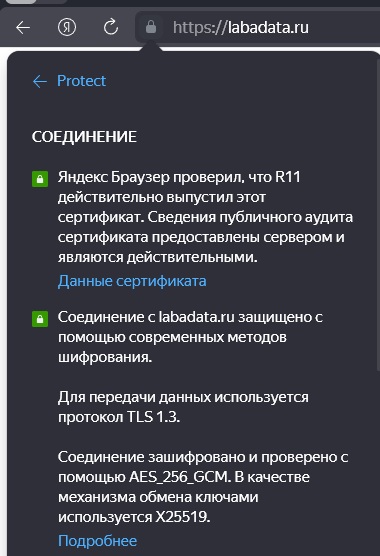 https://labadata.ru
Protect
СОЕДИНЕНИЕ
Яндекс Браузер проверил, что R11
действительно выпустил этот
сертификат. Сведения публичного аудита
сертификата предоставлены сервером и
являются действительными.
Данные сертификата
Соединение с labadata.ru защищено с
помощью современных методов
шифрования.
Для передачи данных используется
протокол TLS 1.3.
Соединение зашифровано и проверено с
помощью AES_256_GCM. В качестве
механизма обмена ключами
используется X25519.
Подробнее